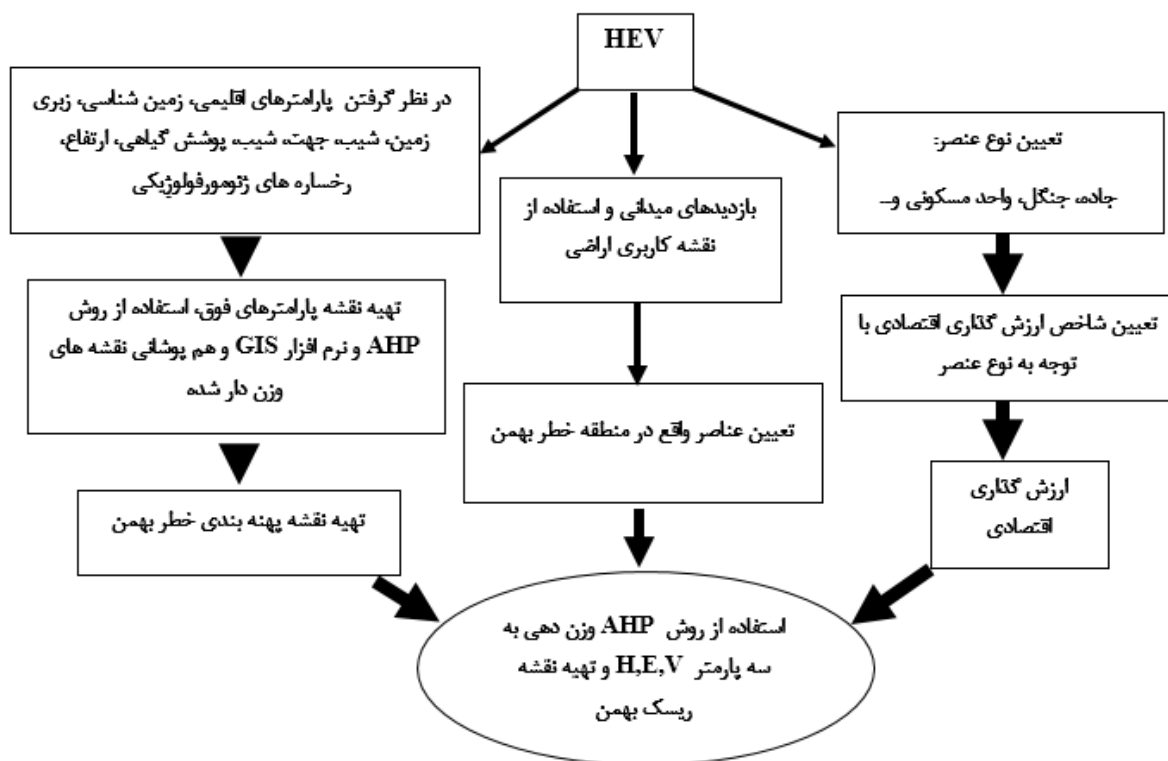 HEV
در نظر گرفتن پارامترهای اقلیمی، زمین شناسی، زبری
زمین، شیب، جهت، شیب، پوشش گیاهی، ارتفاع،
رخساره های ژئومورفولوژیکی
بازدیدهای میدانی و استفاده از
نقشه کاربری اراضی
تعیین نوع عنصر:
جاده، جنگل، واحد مسکونی و...
تهیه نقشه پارامترهای فوق، استفاده از روش
AHP و نرم افزار GIS و هم پوشانی نقشه های
وزن دار شده
تعیین شاخص ارزش گذاری اقتصادی با
توجه به نوع عنصر
تعیین عناصر واقع در منطقه خطر بهمن
تهیه نقشه پهنه بندی خطر بهمن
ارزش گذاری
اقتصادی
استفاده از روش AHP وزن دهی به
سه پارمتر H,E,V و تهیه نقشه
ریسک بهمن